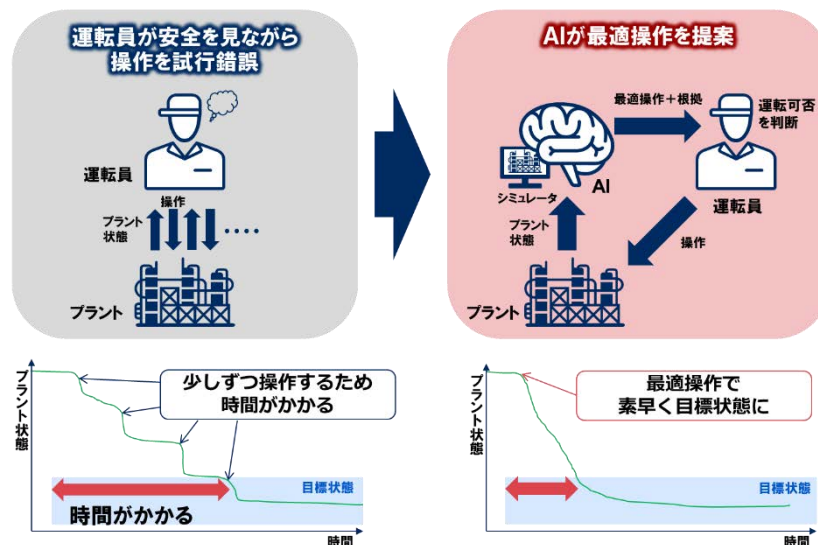 運転員が安全を見ながら
操作を試行錯誤
運転員
操作
プラント
状態
‥‥
プラント
AIが最適操作を提案
最適操作+根拠
運転可否
を判断
シミュレータ
AI
運転員
プラント
状態
操作
プラント
プラント状態
少しずつ操作するため
時間がかかる
目標状態
時間がかかる
時間
プラント状態
最適操作で
素早く目標状態に
目標状態
時間